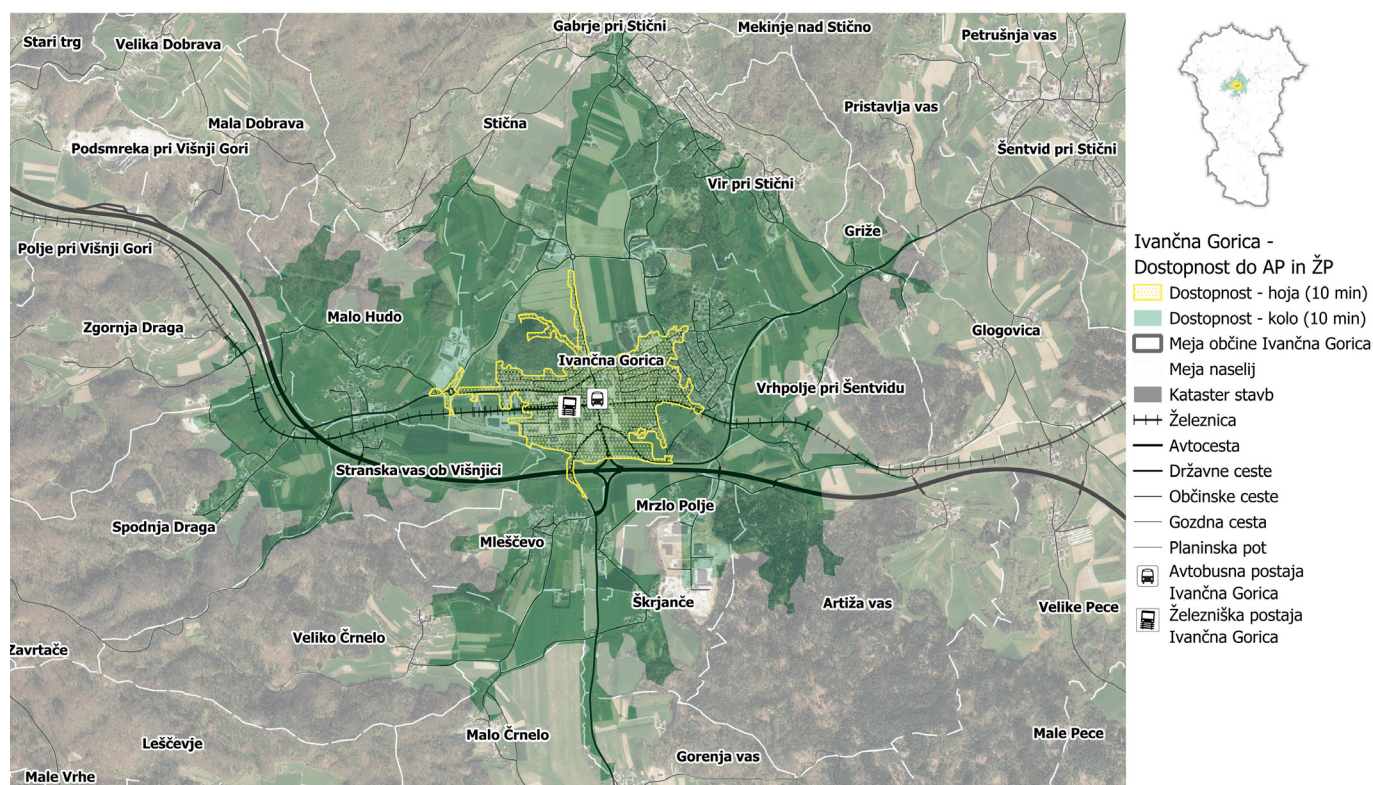 Gabrje pri Stični
Mekinje nad Stično
Petrušnja vas
Stari trg
Velika Dobrava
Pristavlja vas
Mala Dobrava
Stična
Podsmreka pri Višnji Gori
Šentvid pri Stični
Vir pri Stični
Griže
Polje pri Višnji Gori
Malo Hudo
Zgornja Draga
Glogovica
Ivančna Gorica
Vrhpolje pri Šentvidu
Stranska vas ob Višnjici
Mrzlo Polje
Spodnja Draga
Mleščevo
Škrjanče
Artiža vas
Velike Pece
Veliko Črnelo
Zavrtače
Malo Črnelo
Male Pece
Leščevje
Gorenja vas
Male Vrhe
Ivančna Gorica -
Dostopnost do AP in ŽP
Dostopnost - hoja (10 min)
Dostopnost - kolo (10 min)
Meja občine Ivančna Gorica
Meja naselij
Kataster stavb
Železnica
Avtocesta
Državne ceste
Občinske ceste
Gozdna cesta
Planinska pot
Avtobusna postaja
Ivančna Gorica
Železniška postaja
Ivančna Gorica